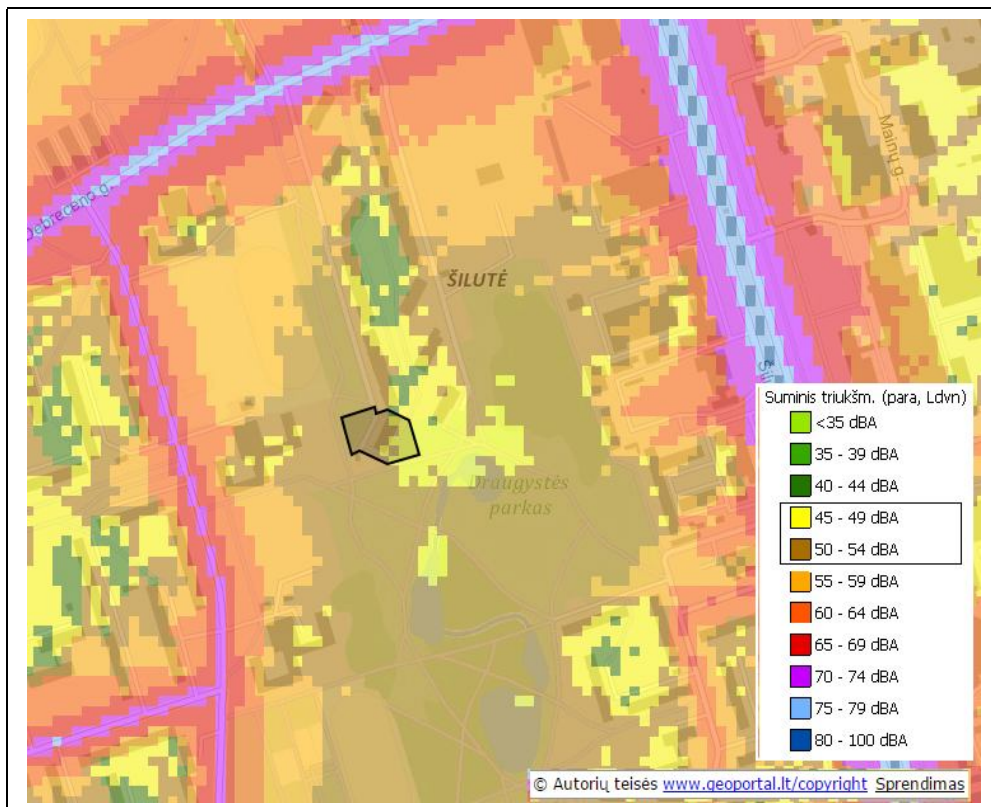 Debreceno g.
Mainų g.
ŠILUTĖ
Draugystės
parkas
Suminis triukšm. (para, Ldvn)
<35 dBA
35 - 39 dBA
40 - 44 dBA
45 - 49 dBA
50 - 54 dBA
55 - 59 dBA
60 - 64 dBA
65 - 69 dBA
70 - 74 dBA
75 - 79 dBA
80 - 100 dBA
© Autorių teisės www.geoportal.lt/copyright Sprendimas